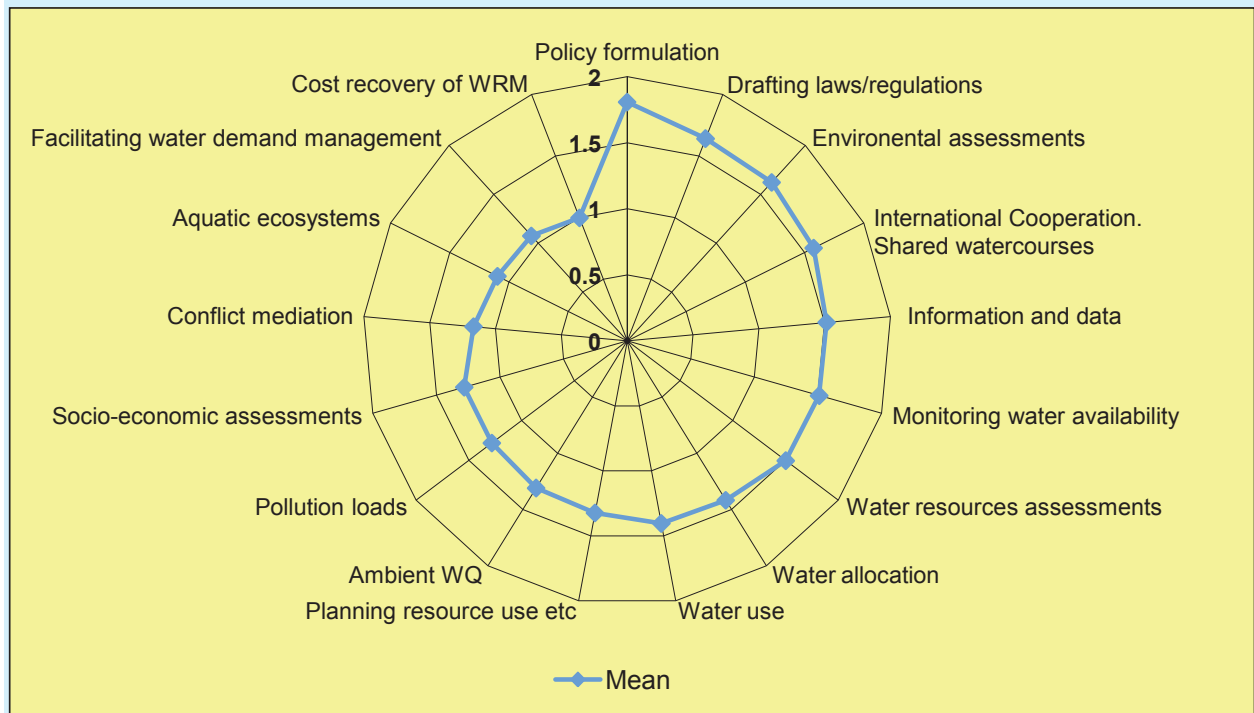 Policy formulation
Drafting laws/regulations
Environental assessments
International Cooperation.
Shared watercourses
Information and data
Monitoring water availability
Water resources assessments
Water allocation
Water use
Planning resource use etc
Ambient WQ
Pollution loads
Socio-economic assessments
Conflict mediation
Aquatic ecosystems
Facilitating water demand management
Cost recovery of WRM
2
1.5
1
0.5
0
Mean